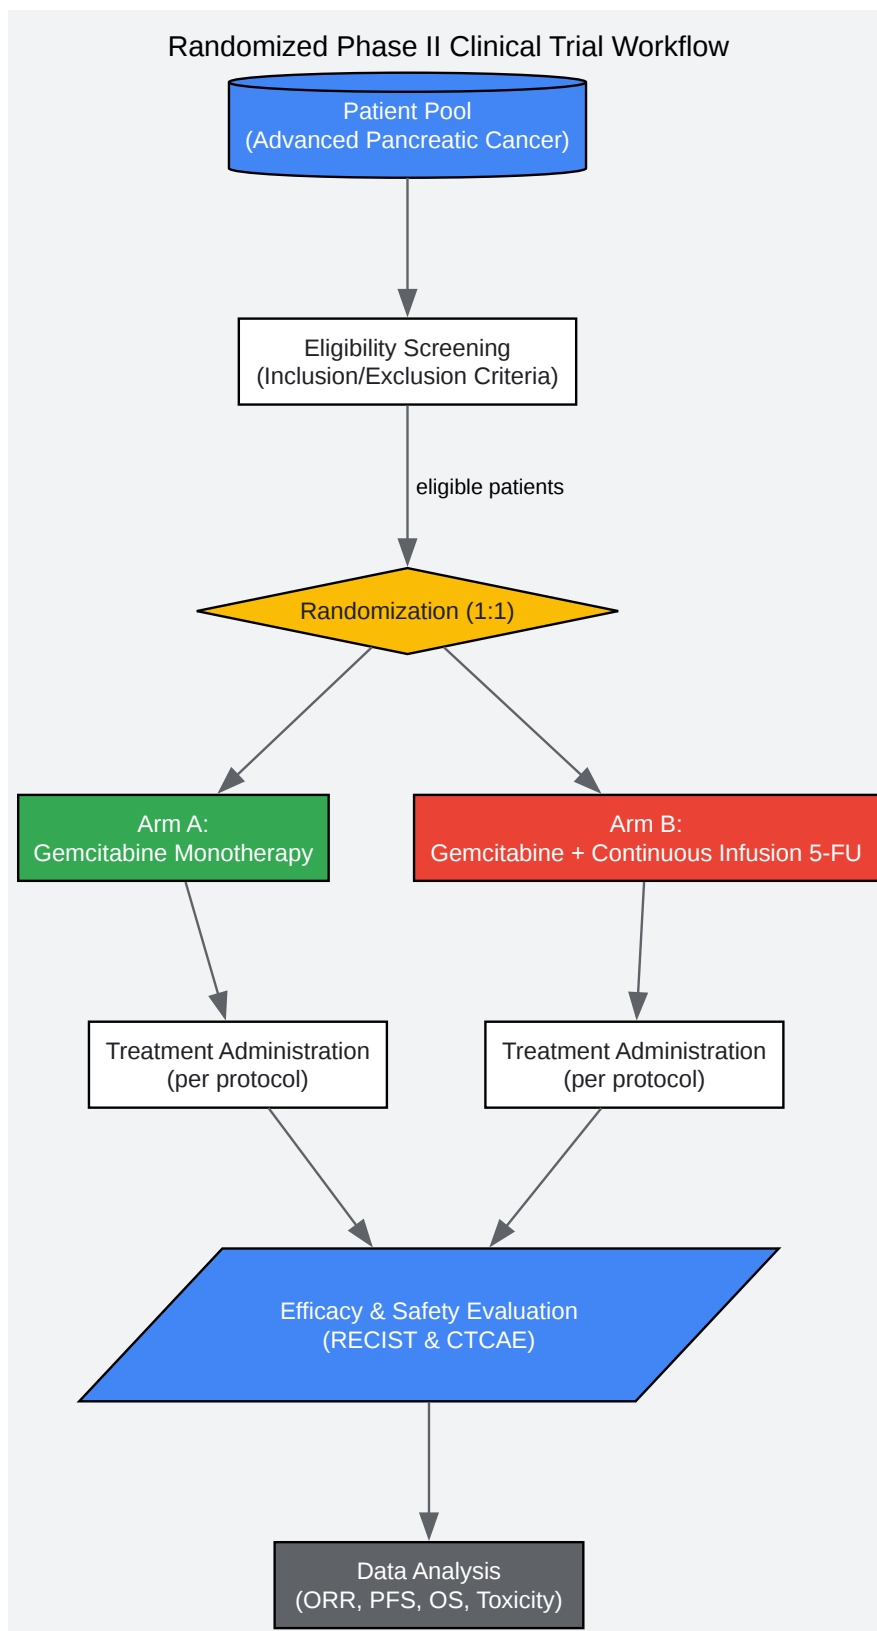 Randomized Phase II Clinical Trial Workflow
Patient Pool
(Advanced Pancreatic Cancer)
Eligibility Screening
(Inclusion/Exclusion Criteria)
eligible patients
Randomization (1:1)
Arm A:
Gemcitabine Monotherapy
Arm B:
Gemcitabine + Continuous Infusion 5-FU
Treatment Administration
(per protocol)
Treatment Administration
(per protocol)
Efficacy & Safety Evaluation
(RECIST & CTCAE)
Data Analysis
(ORR, PFS, OS, Toxicity)